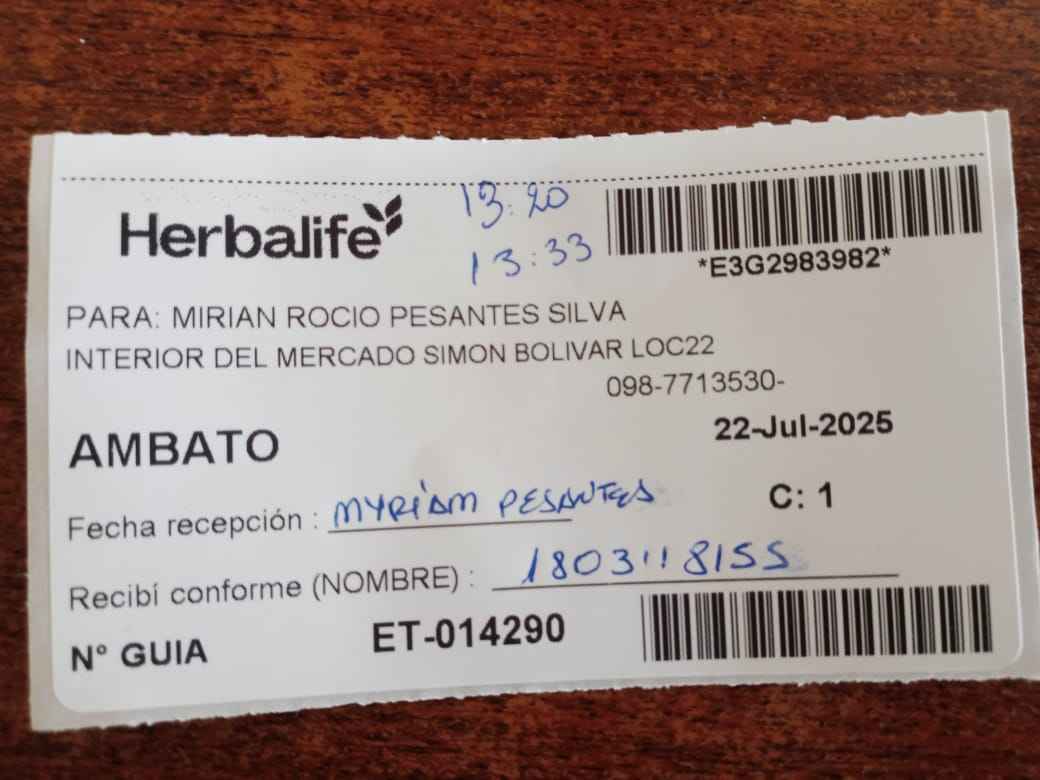 Herbalife
13:20
13:33
*E3G2983982*
PARA: MIRIAN ROCIO PESANTES SILVA
INTERIOR DEL MERCADO SIMON BOLIVAR LOC22
098-7713530-
AMBATO
22-Jul-2025
C: 1
Fecha recepción : MYRiAM PESANTES
Recibí conforme (NOMBRE) : 1803118155
N° GUIA ET-014290